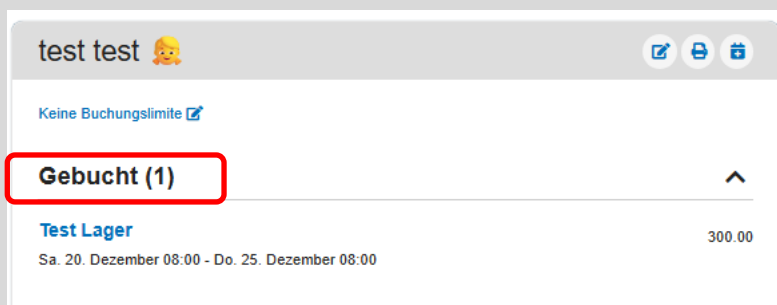 test test
Keine Buchungslimite
Gebucht (1)
Test Lager
300.00
Sa. 20. Dezember 08:00 - Do. 25. Dezember 08:00